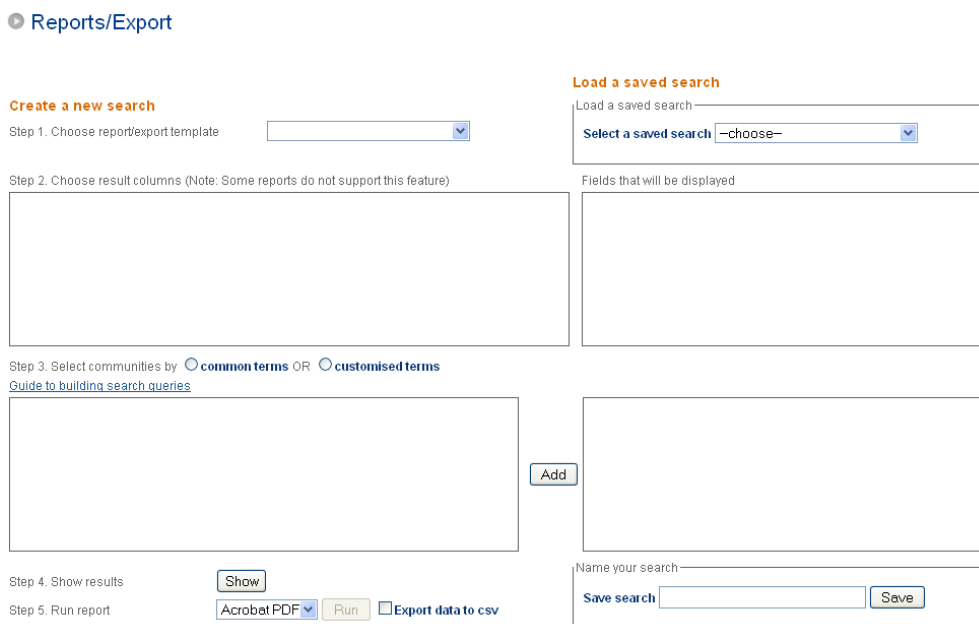 Reports/Export
Load a saved search
Create a new search
Load a saved search
Step 1. Choose report/export template
Select a saved search --choose--
Step 2. Choose result columns (Note: Some reports do not support this feature)
Fields that will be displayed
Step 3. Select communities by common terms OR customised terms
Guide to building search queries
Add
Step 4. Show results Show
Name your search
Step 5. Run report Acrobat PDF Run Export data to csv
Save search Save